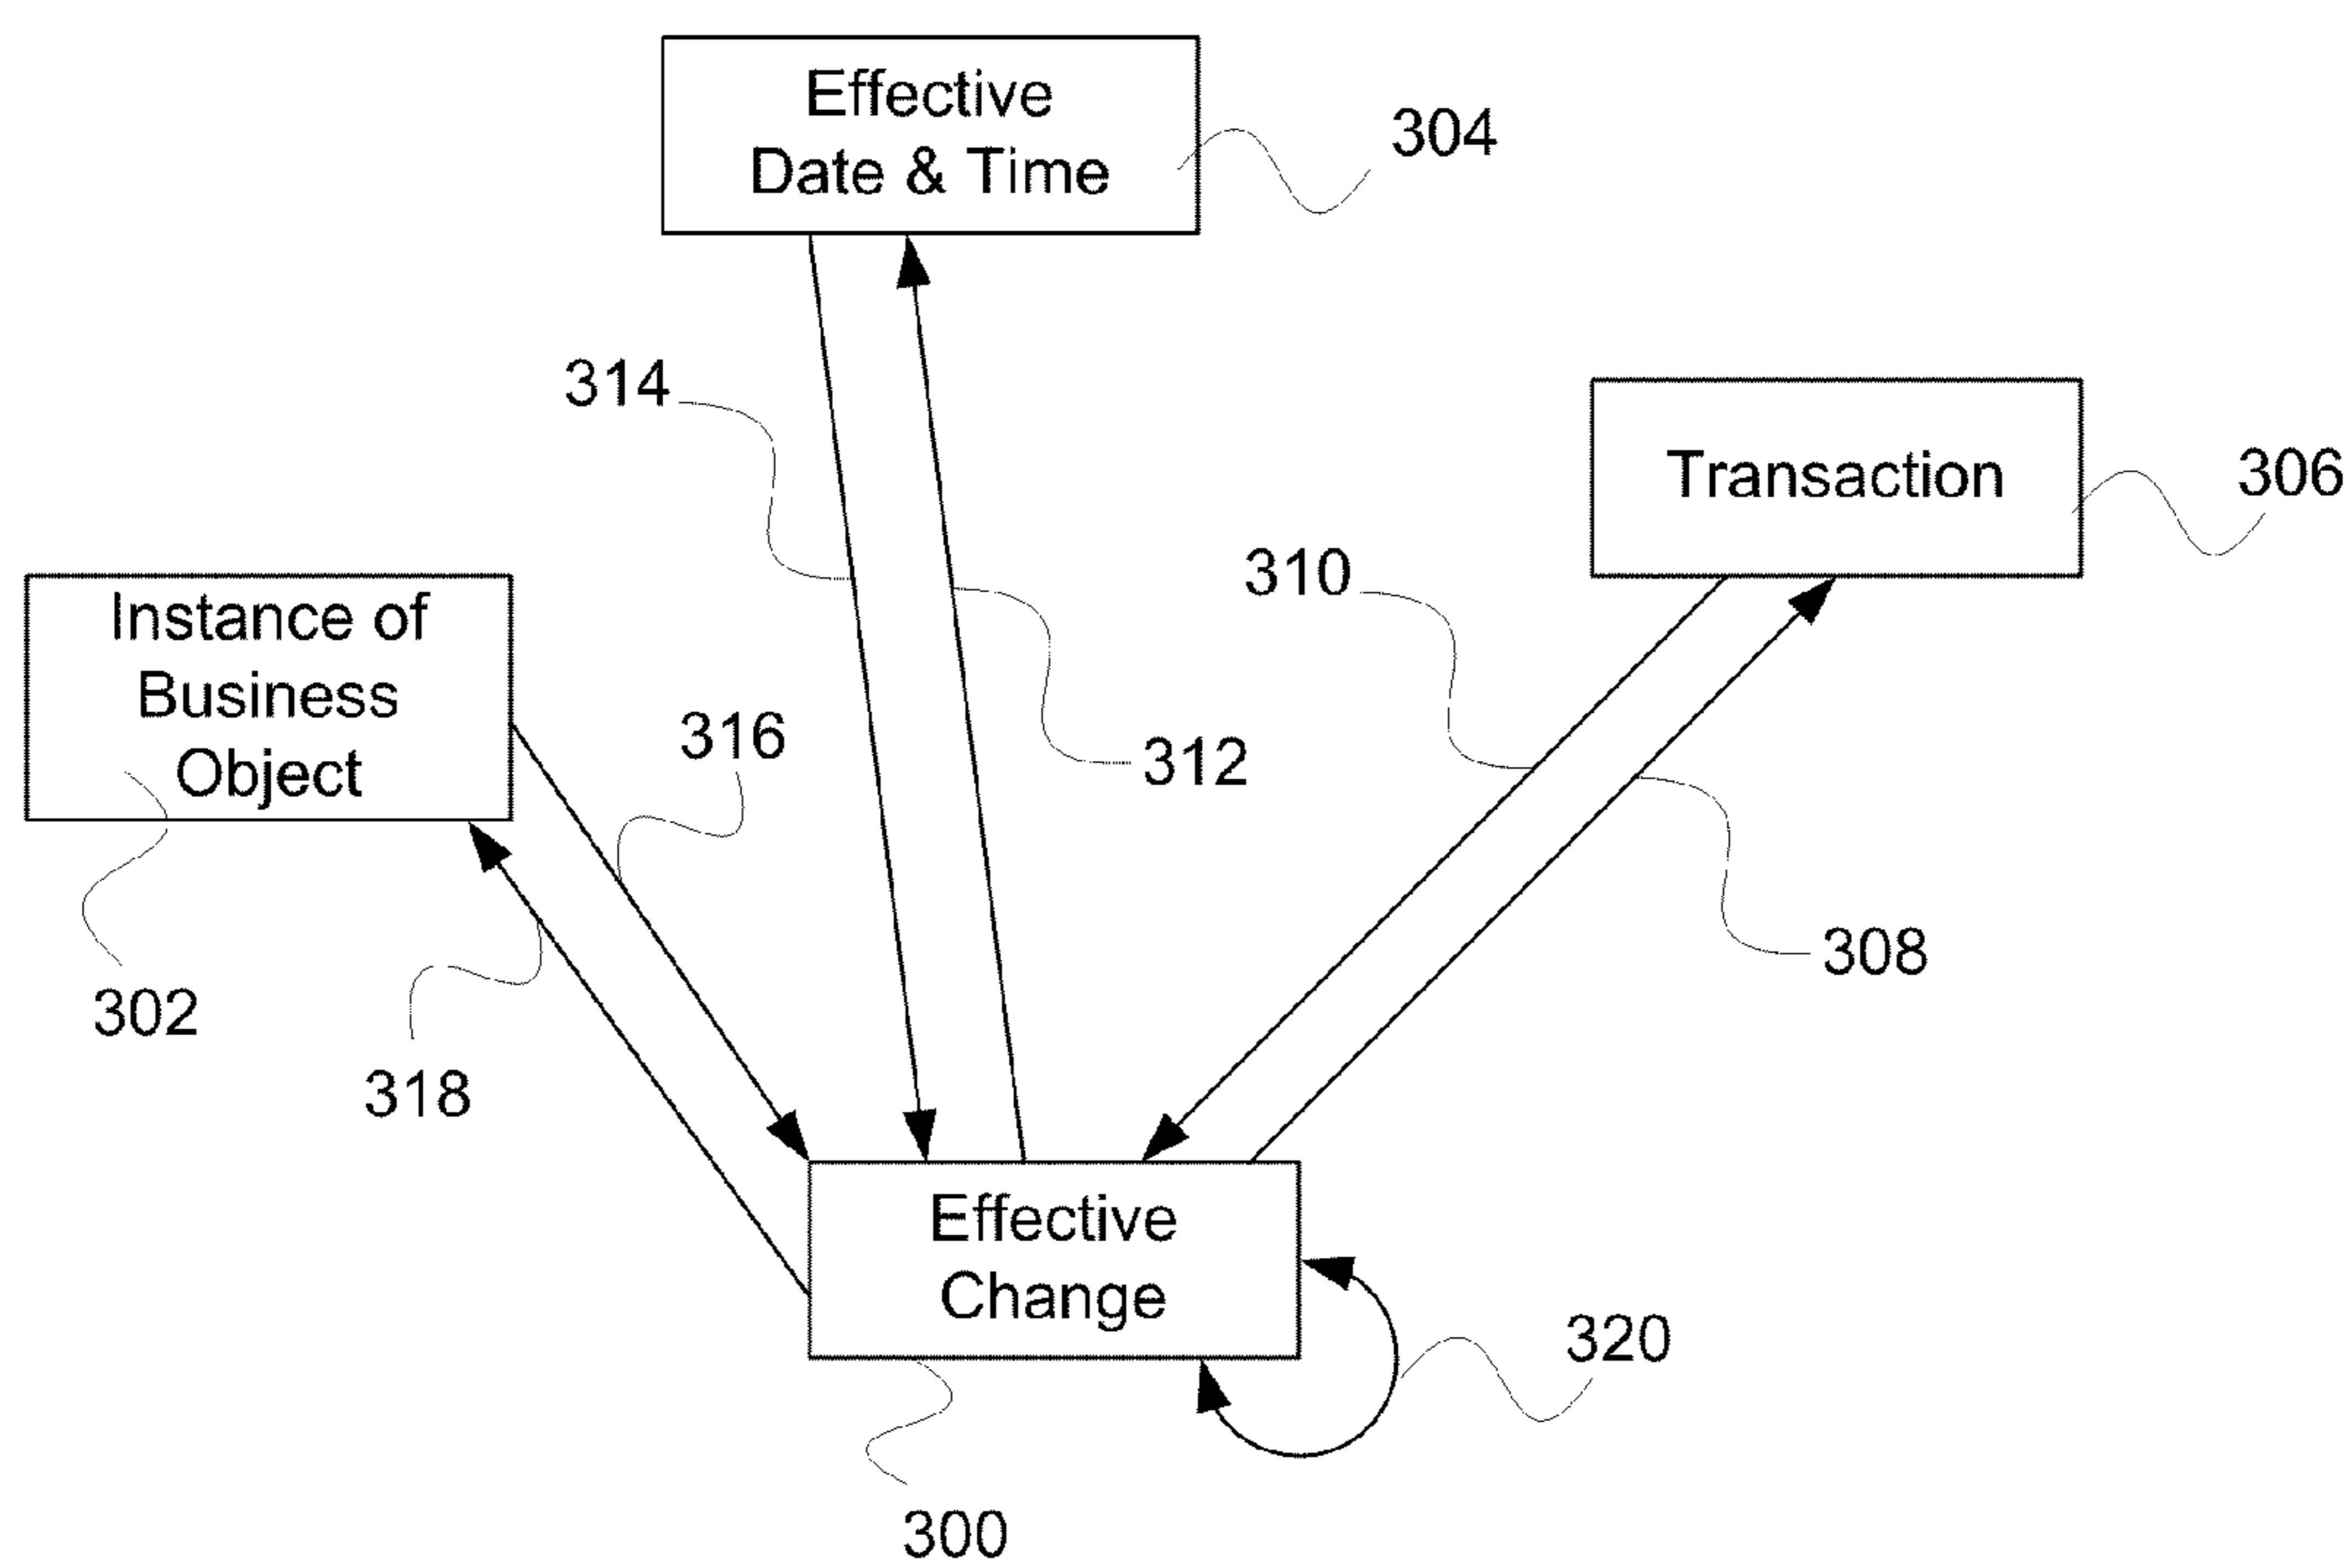 Effective
Date & Time
304
314
Transaction
306
310
Instance of
Business
Object
316
312
308
302
318
Effective
Change
320
300